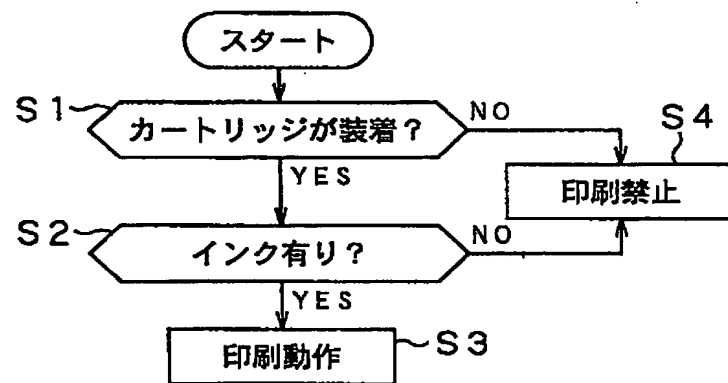 スタート
S1
カートリッジが装着?
NO
S4
YES
印刷禁止
S2
インク有り?
NO
YES
印刷動作
S3